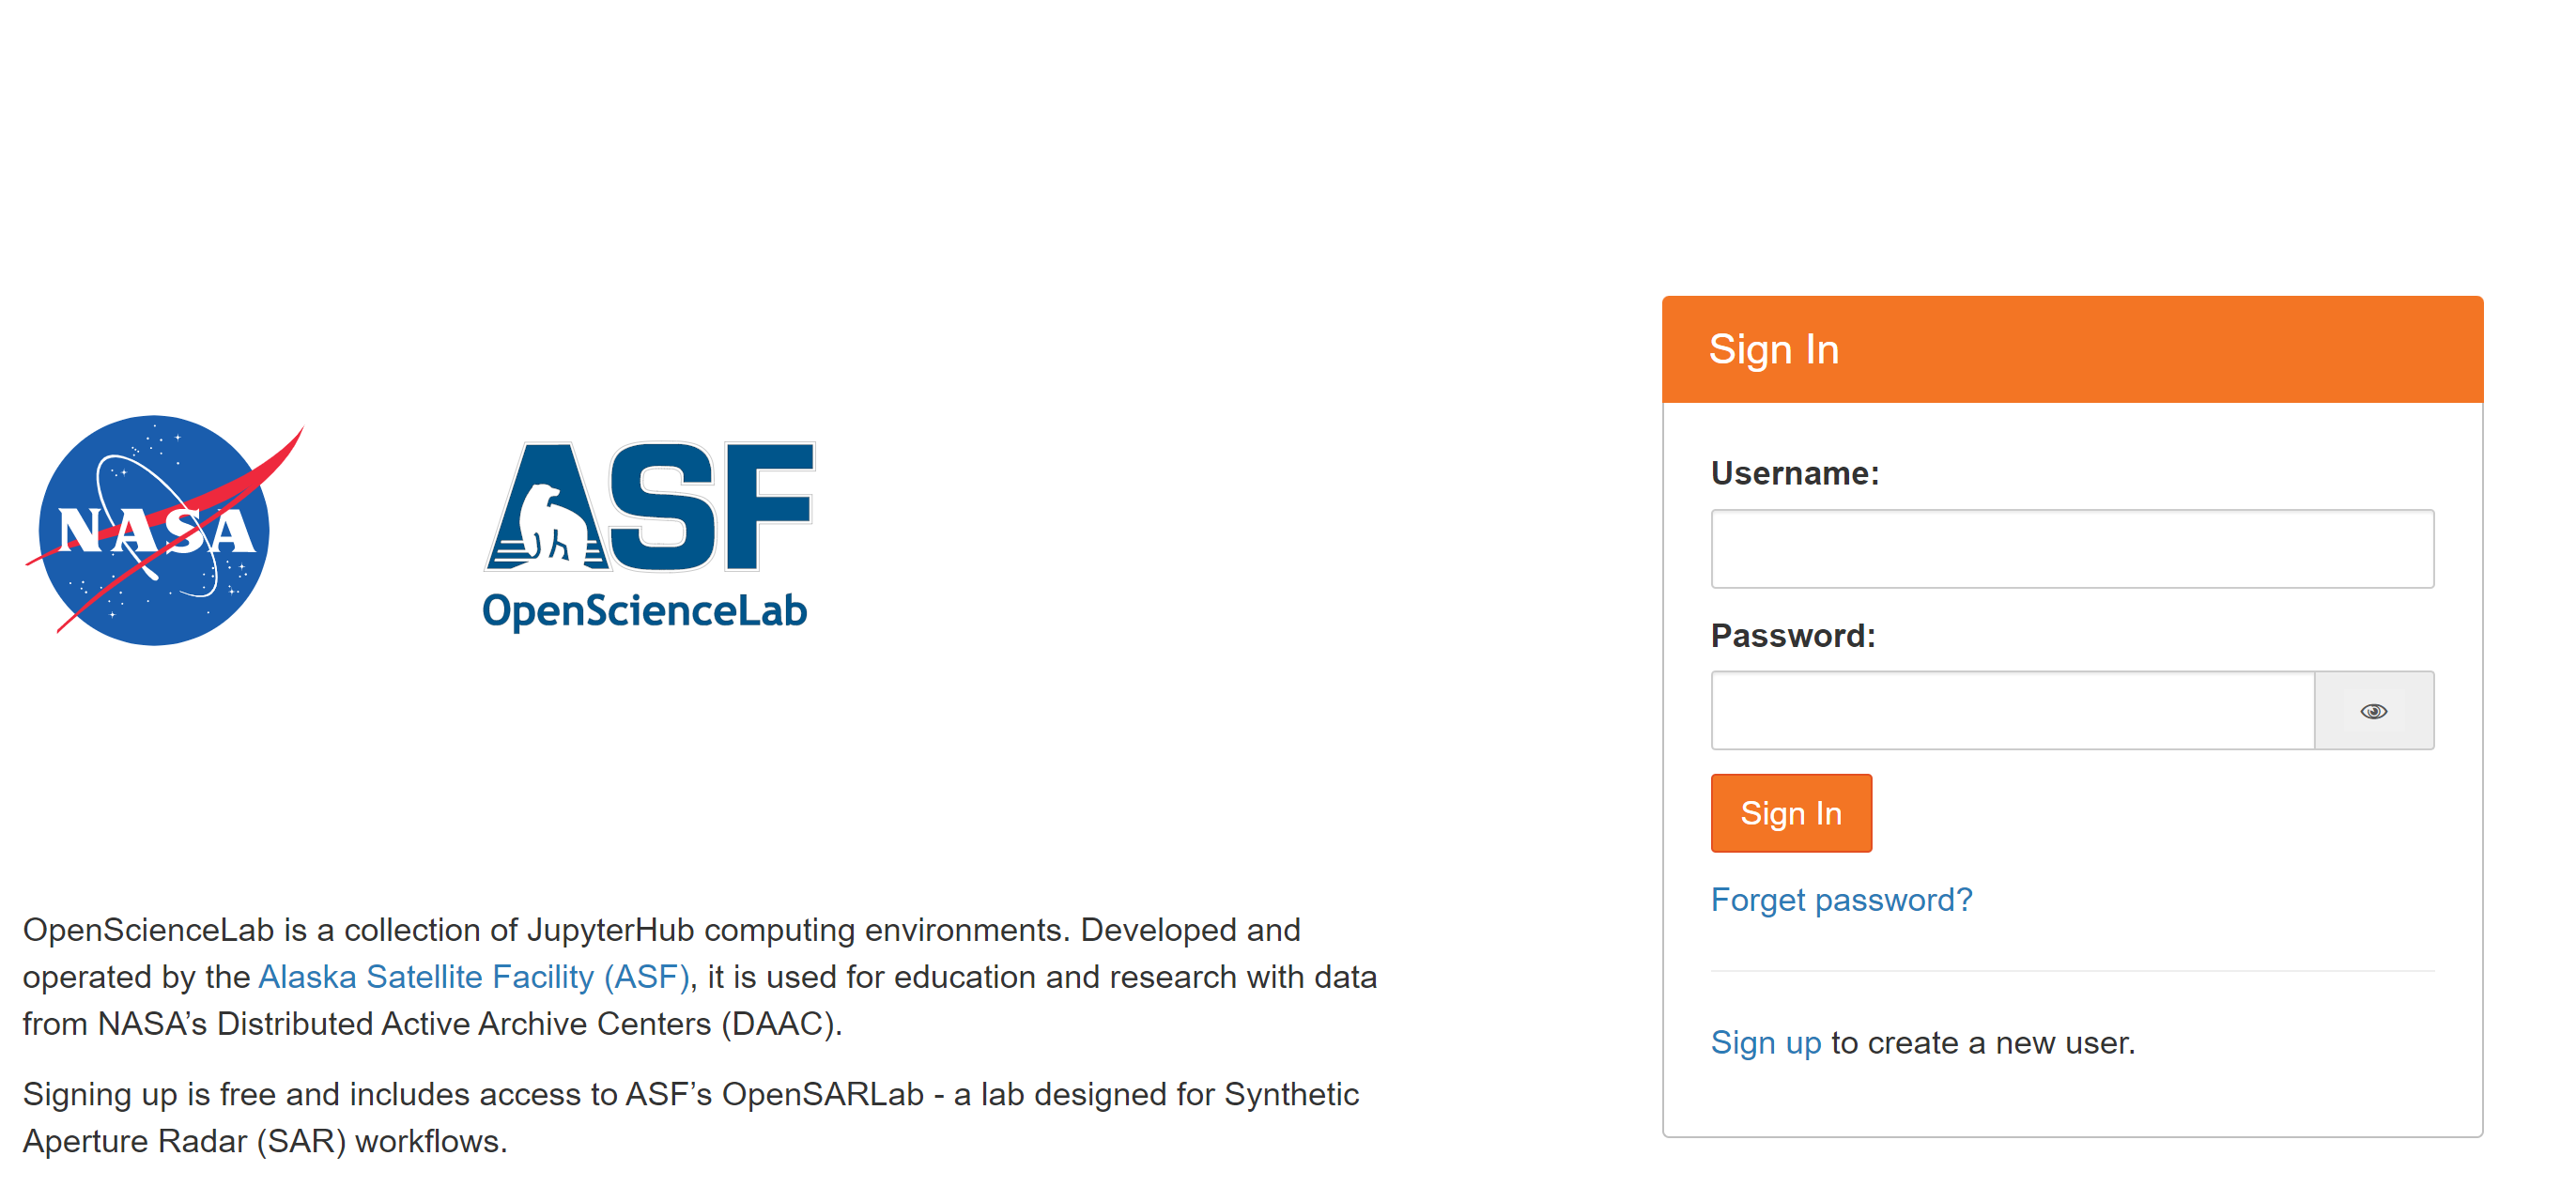 NASA
ASF
OpenScienceLab
OpenScienceLab is a collection of JupyterHub computing environments. Developed and
operated by the Alaska Satellite Facility (ASF), it is used for education and research with data
from NASA’s Distributed Active Archive Centers (DAAC).
Signing up is free and includes access to ASF’s OpenSARLab - a lab designed for Synthetic
Aperture Radar (SAR) workflows.
Sign In
Username:
Password:
Sign In
Forget password?
Sign up to create a new user.